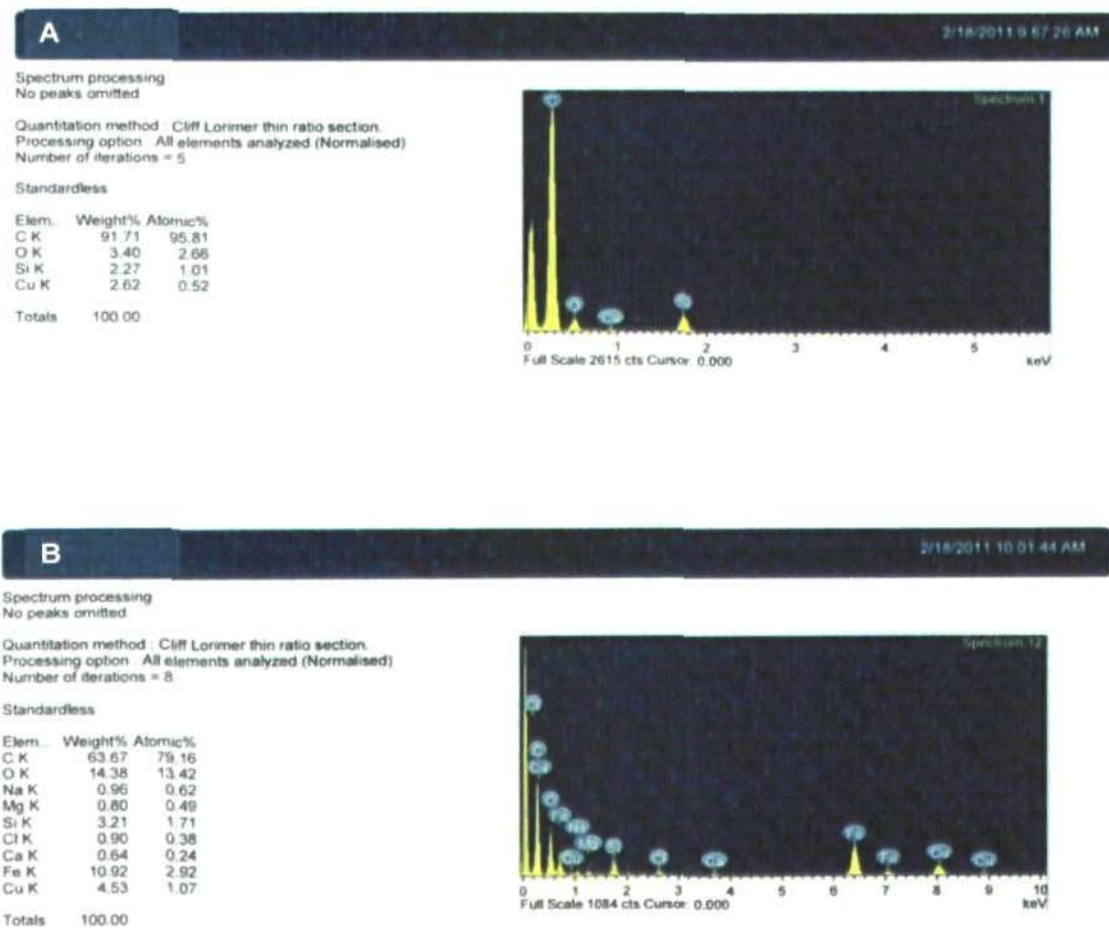 A
2/18/2011 9:57:26 AM
Spectrum processing
No peaks omitted
Quantitation method : Cliff Lorimer thin ratio section.
Processing option : All elements analyzed (Normalised)
Number of iterations = 5
Standardless
Elem. Weight% Atomic%
C K 91.71 95.81
O K 3.40 2.66
Si K 2.27 1.01
Cu K 2.62 0.52
Totals 100.00
Spectrum 1
0 1 2 3 4 5
Full Scale 2615 cts Cursor: 0.000 keV
B
2/18/2011 10:01:44 AM
Spectrum processing
No peaks omitted
Quantitation method : Cliff Lorimer thin ratio section.
Processing option : All elements analyzed (Normalised)
Number of iterations = 8
Standardless
Elem... Weight% Atomic%
C K 63.67 79.16
O K 14.38 13.42
Na K 0.96 0.62
Mg K 0.80 0.49
Si K 3.21 1.71
Cl K 0.90 0.38
Ca K 0.64 0.24
Fe K 10.92 2.92
Cu K 4.53 1.07
Totals 100.00
Spectrum 12
Cu Mg Fe Fe Cu
0 1 2 3 4 5 6 7 8 9 10
Full Scale 1084 cts Cursor: 0.000 keV